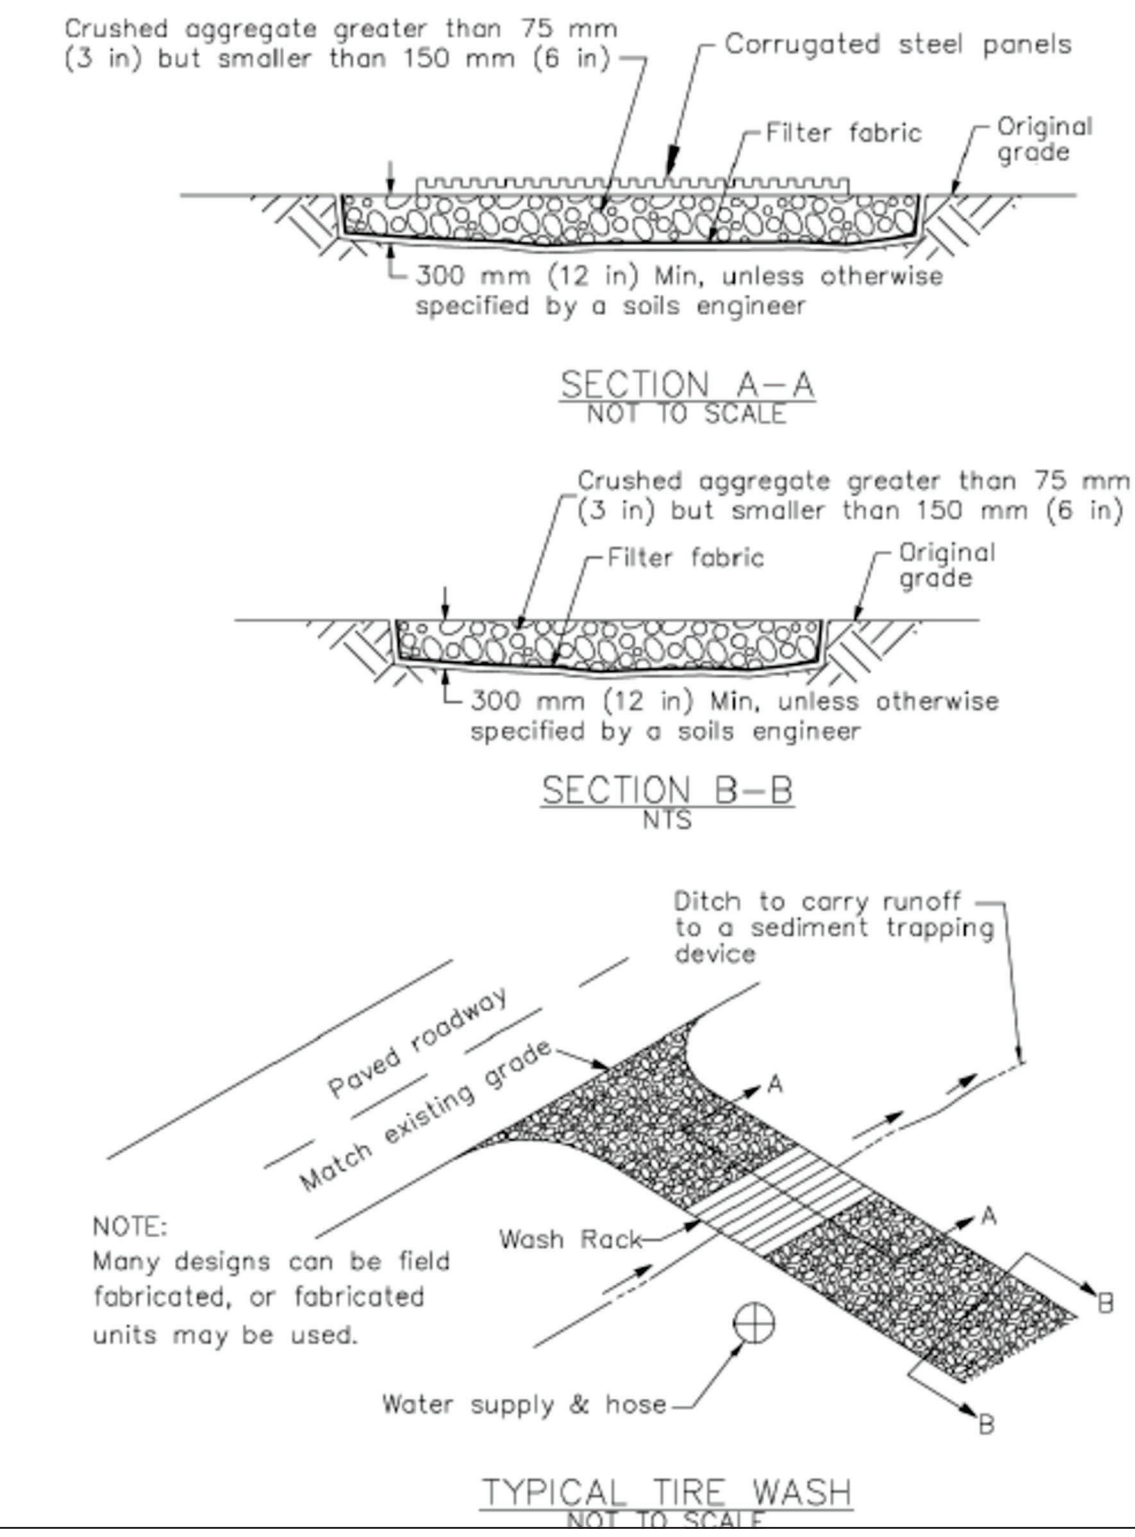 Crushed aggregate greater than 75 mm
(3 in) but smaller than 150 mm (6 in)
Corrugated steel panels
Filter fabric
Original
grade
300 mm (12 in) Min, unless otherwise
specified by a soils engineer
SECTION A-A
NOT TO SCALE
Crushed aggregate greater than 75 mm
(3 in) but smaller than 150 mm (6 in)
Filter fabric
Original
grade
300 mm (12 in) Min, unless otherwise
specified by a soils engineer
SECTION B-B
NTS
Ditch to carry runoff
to a sediment trapping
device
Paved roadway
Match existing grade
A
A
NOTE:
Many designs can be field
fabricated, or fabricated
units may be used.
Wash Rack
B
B
Water supply & hose
TYPICAL TIRE WASH
NOT TO SCALE